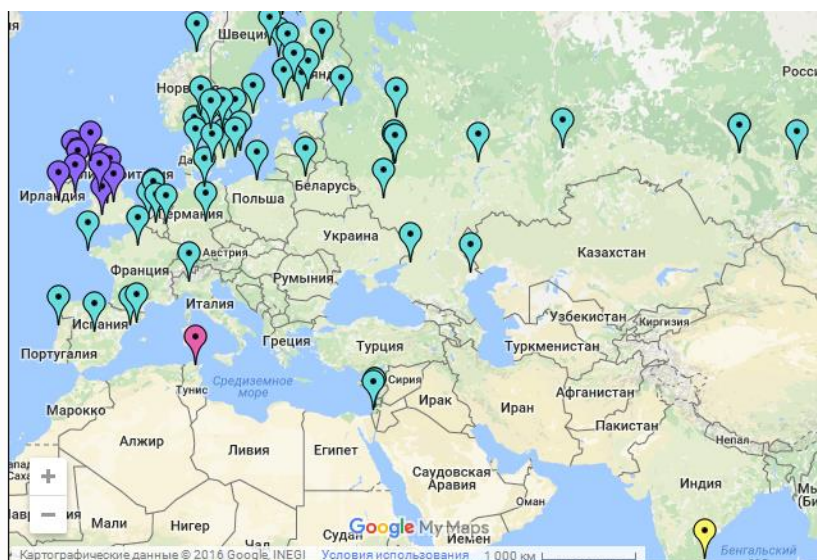 Швеция
Росс
Норв
Да
Ирландия
Беларусь
Польша
Германия
Украина
Казахстан
Франция
Австрия
Румыния
Италия
Испания
Узбекистан
Киргизия
Португалия
Греция
Турция
Туркменистан
Тунис
Средиземное
море
Сирия
Афганистан
Марокко
Ирак
Иран
Пакистан
Алжир
Ливия
Египет
Непал
Саудовская
Аравия
Индия
Оман
Мали
Нигер
Судан
Google My Maps
Йемен
Бенгальский
Картографические данные © 2016 Google, INEGI Условия использования 1 000 км